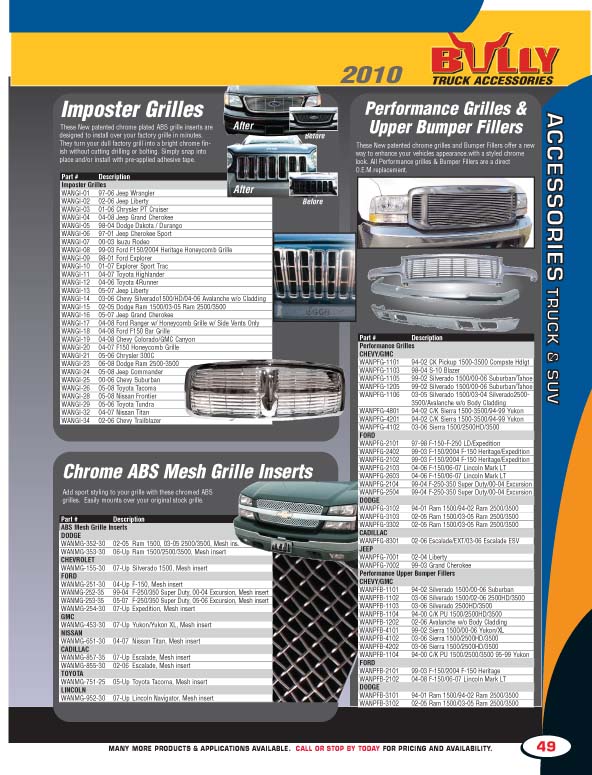 2010
BULLY
TRUCK ACCESSORIES
ACCESSORIES TRUCK & SUV
Imposter Grilles
These New patented chrome plated ABS grille inserts are
designed to install over your factory grille in minutes.
They turn your dull factory grill into a bright chrome fin-
ish without cutting drilling or bolting. Simply snap into
place and/or install with pre-applied adhesive tape.
After
Before
After
Before
Part # Description
Imposter Grilles
WANGI-01 97-06 Jeep Wrangler
WANGI-02 02-06 Jeep Liberty
WANGI-03 01-06 Chrysler PT Cruiser
WANGI-04 04-08 Jeep Grand Cherokee
WANGI-05 98-04 Dodge Dakota / Durango
WANGI-06 97-01 Jeep Cherokee Sport
WANGI-07 00-03 Isuzu Rodeo
WANGI-08 99-03 Ford F150/2004 Heritage Honeycomb Grille
WANGI-09 98-01 Ford Explorer
WANGI-10 01-07 Explorer Sport Trac
WANGI-11 04-07 Toyota Highlander
WANGI-12 04-06 Toyota 4Runner
WANGI-13 05-07 Jeep Liberty
WANGI-14 03-06 Chevy Silverado1500/HD/04-06 Avalanche w/o Cladding
WANGI-15 02-05 Dodge Ram 1500/03-05 Ram 2500/3500
WANGI-16 05-07 Jeep Grand Cherokee
WANGI-17 04-08 Ford Ranger w/ Honeycomb Grille w/ Side Vents Only
WANGI-18 04-08 Ford F150 Bar Grille
WANGI-19 04-08 Chevy Colorado/GMC Canyon
WANGI-20 04-07 F150 Honeycomb Grille
WANGI-21 05-06 Chrysler 300C
WANGI-23 06-08 Dodge Ram 2500-3500
WANGI-24 05-08 Jeep Commander
WANGI-25 00-06 Chevy Suburban
WANGI-26 05-08 Toyota Tacoma
WANGI-28 05-08 Nissan Frontier
WANGI-29 05-06 Toyota Tundra
WANGI-32 04-07 Nissan Titan
WANGI-34 02-06 Chevy Trailblazer
Chrome ABS Mesh Grille Inserts
Add sport styling to your grille with these chromed ABS
grilles. Easily mounts over your original stock grille.
Part # Description
ABS Mesh Grille Inserts
DODGE
WANMG-352-30 02-05 Ram 1500, 03-05 2500/3500, Mesh ins
WANMG-353-30 06-Up Ram 1500/2500/3500, Mesh insert
CHEVROLET
WANMG-155-30 07-Up Silverado 1500, Mesh insert
FORD
WANMG-251-30 04-Up F-150, Mesh insert
WANMG-252-35 99-04 F-250/350 Super Duty, 00-04 Excursion, Mesh insert
WANMG-253-35 05-07 F-250/350 Super Duty, 05-06 Excursion, Mesh insert
WANMG-254-30 07-Up Expedition, Mesh insert
GMC
WANMG-453-30 07-Up Yukon/Yukon XL, Mesh insert
NISSAN
WANMG-651-30 04-07 Nissan Titan, Mesh insert
CADILLAC
WANMG-857-35 07-Up Escalade, Mesh insert
WANMG-855-30 02-06 Escalade, Mesh insert
TOYOTA
WANMG-751-25 05-Up Toyota Tacoma, Mesh insert
LINCOLN
WANMG-952-30 07-Up Lincoln Navigator, Mesh insert
Performance Grilles &
Upper Bumper Fillers
These New patented chrome grilles and Bumper Fillers offer a new
way to enhance your vehicles appearance with a styled chrome
look. All Performance grilles & Bumper Fillers are a direct
O.E.M replacement.
Part # Description
Performance Grilles
CHEVY/GMC
WANPFG-1101 94-02 CK Pickup 1500-3500 Compste Hdlgt
WANPFG-1103 98-04 S-10 Blazer
WANPFG-1105 99-02 Silverado 1500/00-06 Suburban/Tahoe
WANPFG-1205 99-02 Silverado 1500/00-06 Suburban/Tahoe
WANPFG-1106 03-05 Silverado 1500/03-04 Silverado2500-
3500/Avalanche w/o Body Cladding
WANPFG-4801 94-02 C/K Sierra 1500-3500/94-99 Yukon
WANPFG-4201 94-02 C/K Sierra 1500-3500/94-99 Yukon
WANPFG-4102 03-06 Sierra 1500/2500HD/3500
FORD
WANPFG-2101 97-98 F-150-F-250 LD/Expedition
WANPFG-2402 99-03 F-150/2004 F-150 Heritage/Expedition
WANPFG-2202 99-03 F-150/2004 F-150 Heritage/Expedition
WANPFG-2103 04-06 F-150/06-07 Lincoln Mark LT
WANPFG-2603 04-06 F-150/06-07 Lincoln Mark LT
WANPFG-2104 99-04 F-250-350 Super Duty/00-04 Excursion
WANPFG-2504 99-04 F-250-350 Super Duty/00-04 Excursion
DODGE
WANPFG-3102 94-01 Ram 1500/94-02 Ram 2500/3500
WANPFG-3103 02-05 Ram 1500/03-05 Ram 2500/3500
WANPFG-3302 02-05 Ram 1500/03-05 Ram 2500/3500
CADILLAC
WANPFG-8301 02-06 Escalade/EXT/03-06 Escalade ESV
JEEP
WANPFG-7001 02-04 Liberty
WANPFG-7002 99-03 Grand Cherokee
Performance Upper Bumper Fillers
CHEVY/GMC
WANPFB-1101 94-02 Silverado 1500/00-06 Suburban
WANPFB-1102 03-06 Silverado 1500/02-06 2500HD/3500
WANPFB-1103 03-06 Silverado 2500HD/3500
WANPFB-1104 94-00 C/K PU 1500/2500HD/3500
WANPFB-1202 02-06 Avalanche w/o Body Cladding
WANPFB-4101 99-02 Sierra 1500/00-06 Yukon/XL
WANPFB-4102 03-06 Sierra 1500/2500HD/3500
WANPFB-4202 03-06 Sierra 1500/2500HD/3500
WANPFB-1104 94-00 C/K PU 1500/2500/3500 95-99 Yukon
FORD
WANPFB-2101 99-03 F-150/2004 F-150 Heritage
WANPFB-2102 04-08 F-150/06-07 Lincoln Mark LT
DODGE
WANPFB-3101 94-01 Ram 1500/94-02 Ram 2500/3500
WANPFB-3102 02-05 Ram 1500/03-05 Ram 2500/3500
MANY MORE PRODUCTS & APPLICATIONS AVAILABLE. CALL OR STOP BY TODAY FOR PRICING AND AVAILABILITY.
49